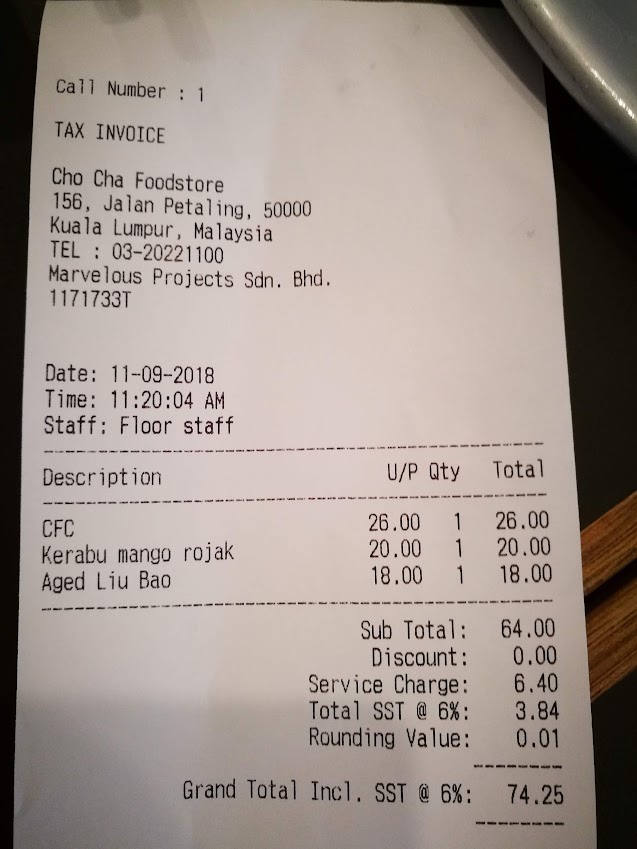 Call Number : 1
TAX INVOICE
Cho Cha Foodstore
156, Jalan Petaling, 50000
Kuala Lumpur, Malaysia
TEL : 03-20221100
Marvelous Projects Sdn. Bhd.
1171733T
Date: 11-09-2018
Time: 11:20:04 AM
Staff: Floor staff
Description U/P Qty Total
CFC 26.00 1 26.00
Kerabu mango rojak 20.00 1 20.00
Aged Liu Bao 18.00 1 18.00
Sub Total: 64.00
Discount: 0.00
Service Charge: 6.40
Total SST @ 6%: 3.84
Rounding Value: 0.01
Grand Total Incl. SST @ 6%: 74.25